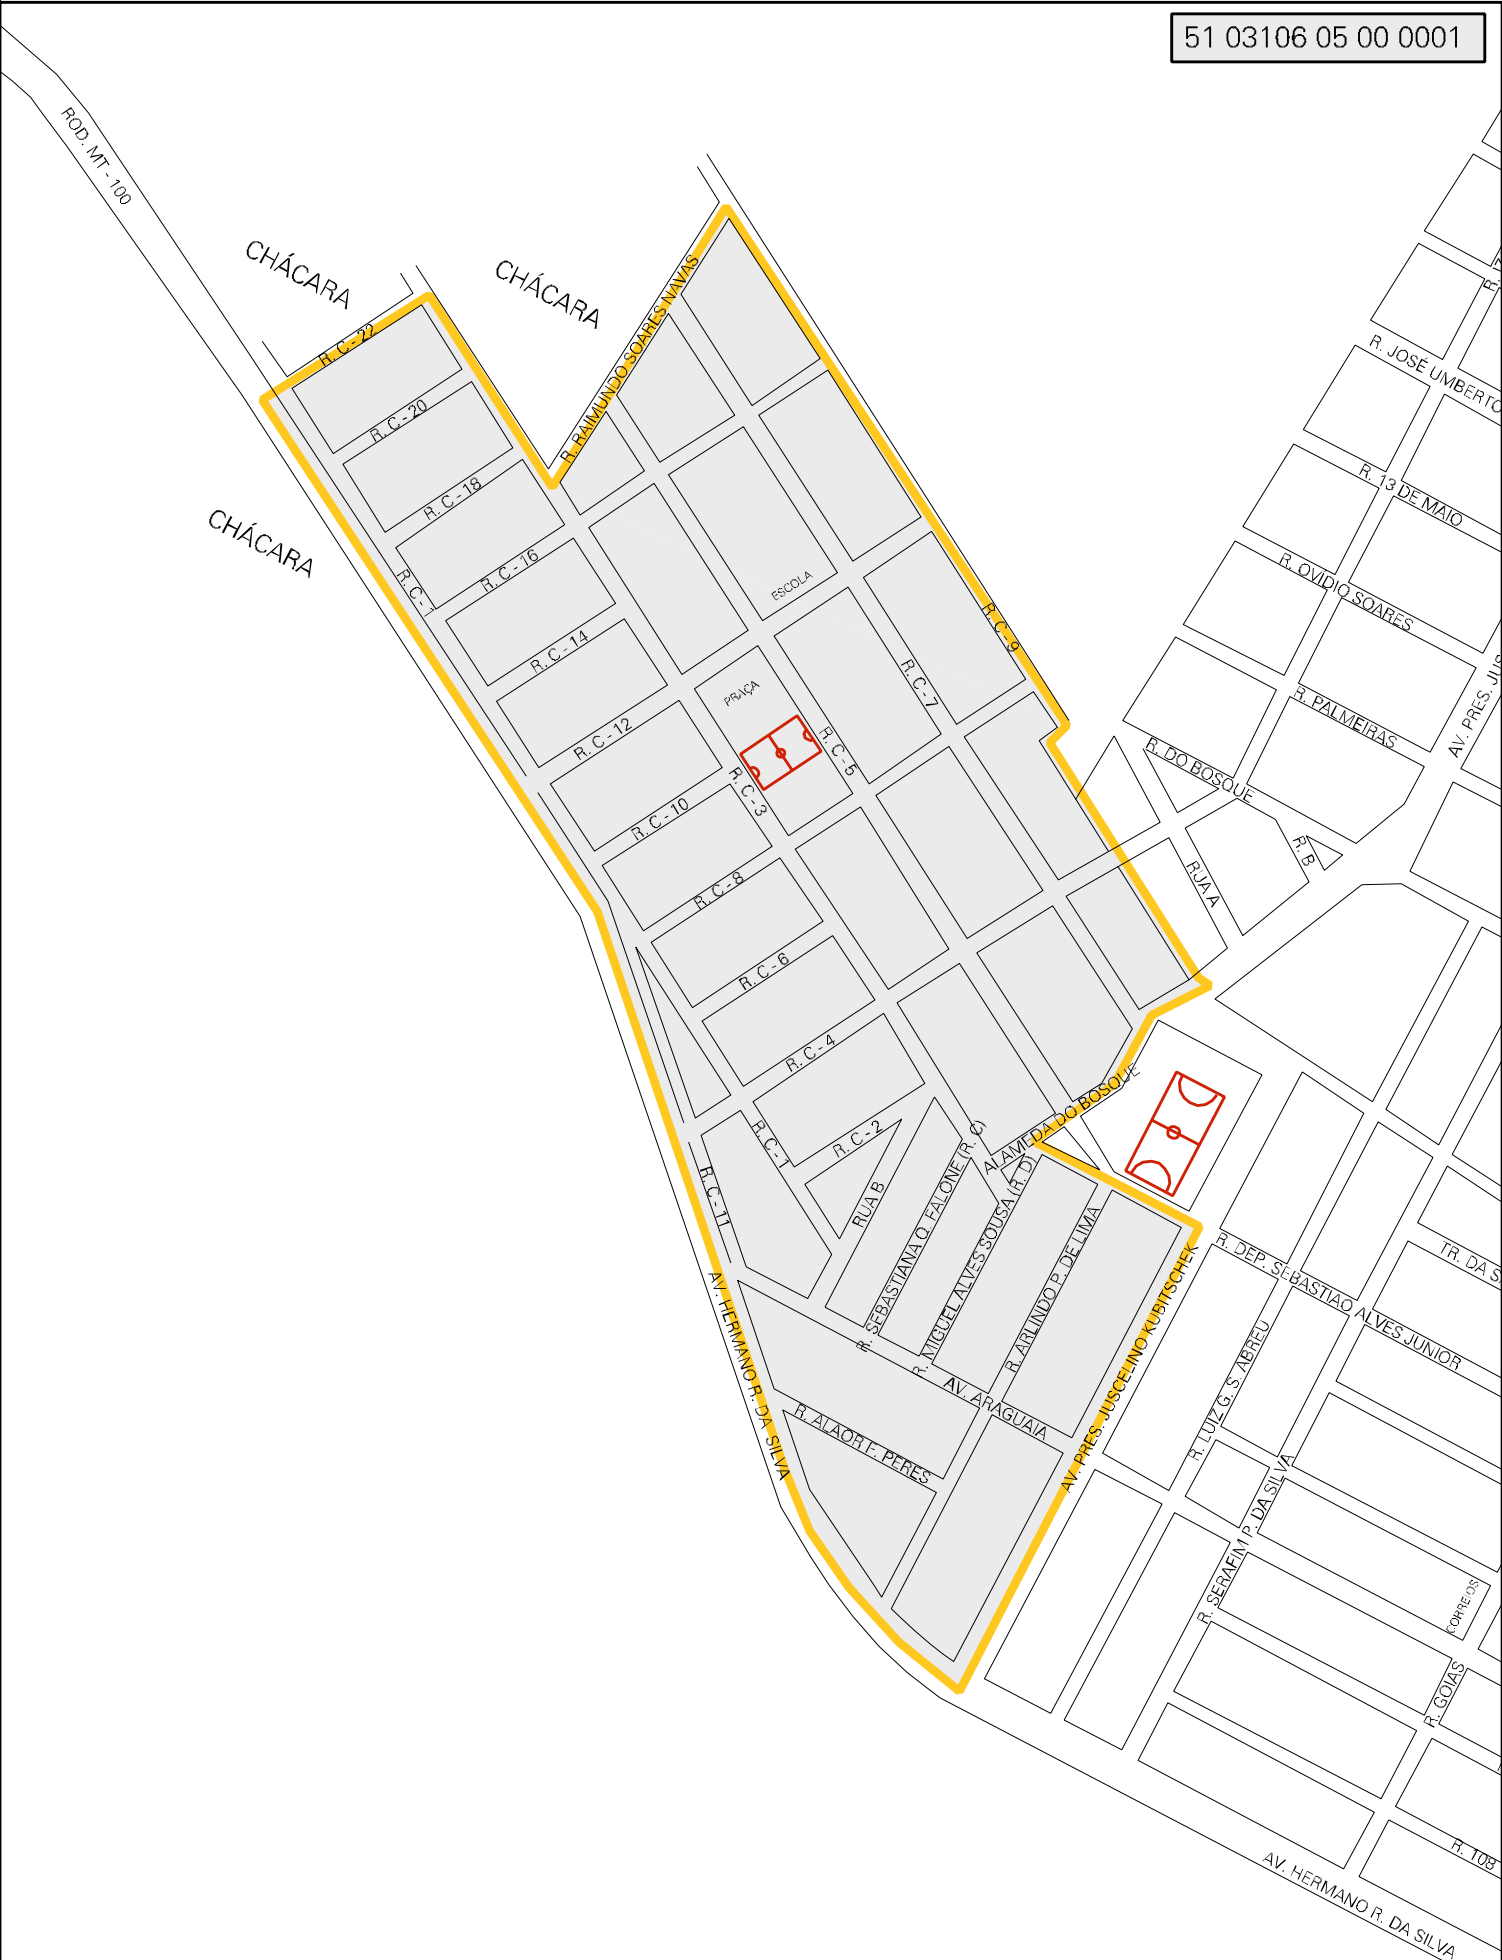 51 03106 05 00 0001
ROD. MT - 100
CHÁCARA
CHÁCARA
CHÁCARA
R. C - 22
R. RAIMUNDO SOARES NAVAS
R. C - 20
R. C - 18
R. C - 16
R. C - 1
R. C - 14
R. C - 12
R. C - 10
R. C - 8
R. C - 6
R. C - 4
R. C - 2
ESCOLA
PRAÇA
R. C - 3
R. C - 5
R. C - 7
R. C - 9
R. JOSÉ UMBERTO
R. 13 DE MAIO
R. OVIDIO SOARES
R. PALMEIRAS
AV. PRES. JUS
R. DO BOSQUE
R. B
RUA A
R. C - 1
R. C - 11
RUA B
ALAMEDA DO BOSQUE
R. SEBASTIANA Q. FALONE (R. C)
R. MIGUEL ALVES SOUSA (R. D)
R. ARLINDO P. DE LIMA
AV. PRES. JUSCELINO KUBITSCHEK
R. DEP. SEBASTIAO ALVES JUNIOR
TR. DA S
R. LUIZ G. S. ABREU
AV. HERMANO R. DA SILVA
AV. ARAGUAIA
R. ALAOR F. PERES
R. SERAFIM P. DA SILVA
CORREIOS
R. GOIAS
R. 108
AV. HERMANO R. DA SILVA